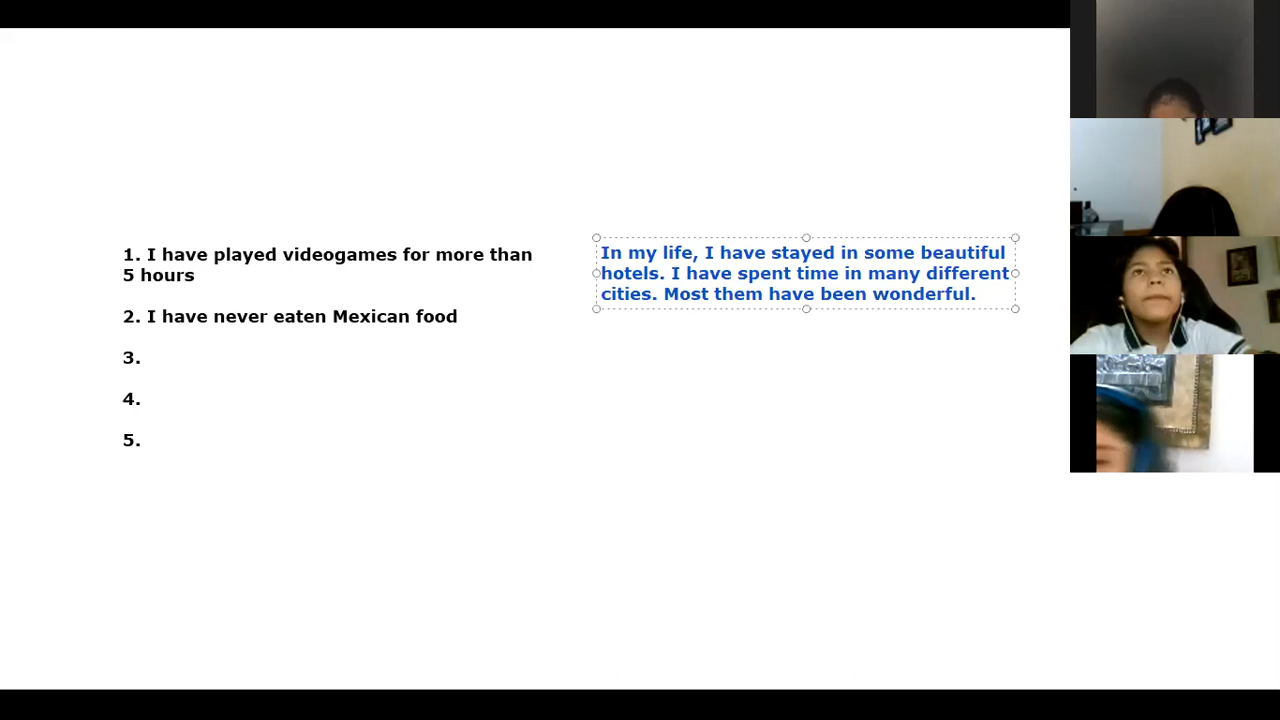 1. I have played videogames for more than
5 hours
2. I have never eaten Mexican food
3.
4.
5.
In my life, I have stayed in some beautiful
hotels. I have spent time in many different
cities. Most them have been wonderful.